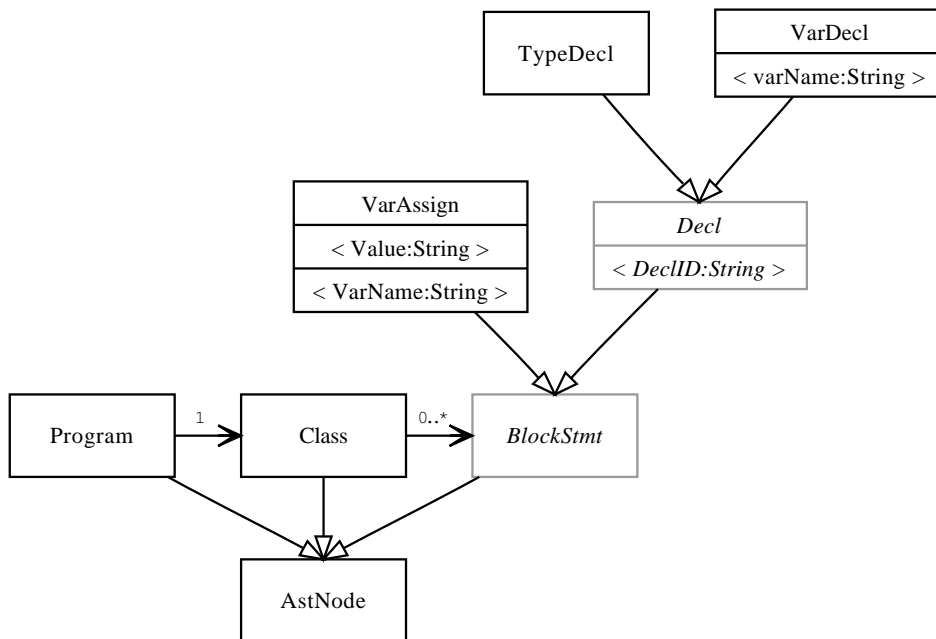 VarDecl
TypeDecl
< varName:String >
VarAssign
Decl
< Value:String >
< DeclID:String >
< VarName:String >
1
0..*
Program
Class
BlockStmt
AstNode